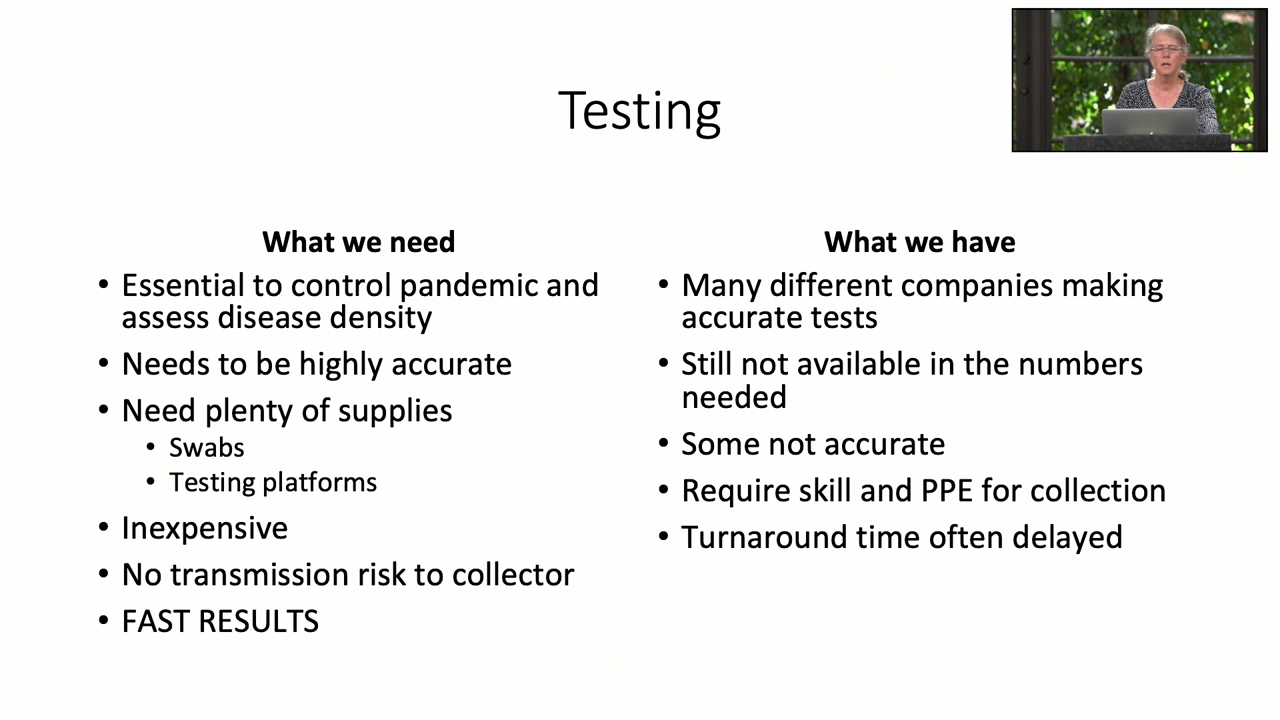 Testing
What we need
• Essential to control pandemic and
assess disease density
• Needs to be highly accurate
• Need plenty of supplies
• Swabs
• Testing platforms
• Inexpensive
• No transmission risk to collector
• FAST RESULTS
What we have
• Many different companies making
accurate tests
• Still not available in the numbers
needed
• Some not accurate
• Require skill and PPE for collection
• Turnaround time often delayed